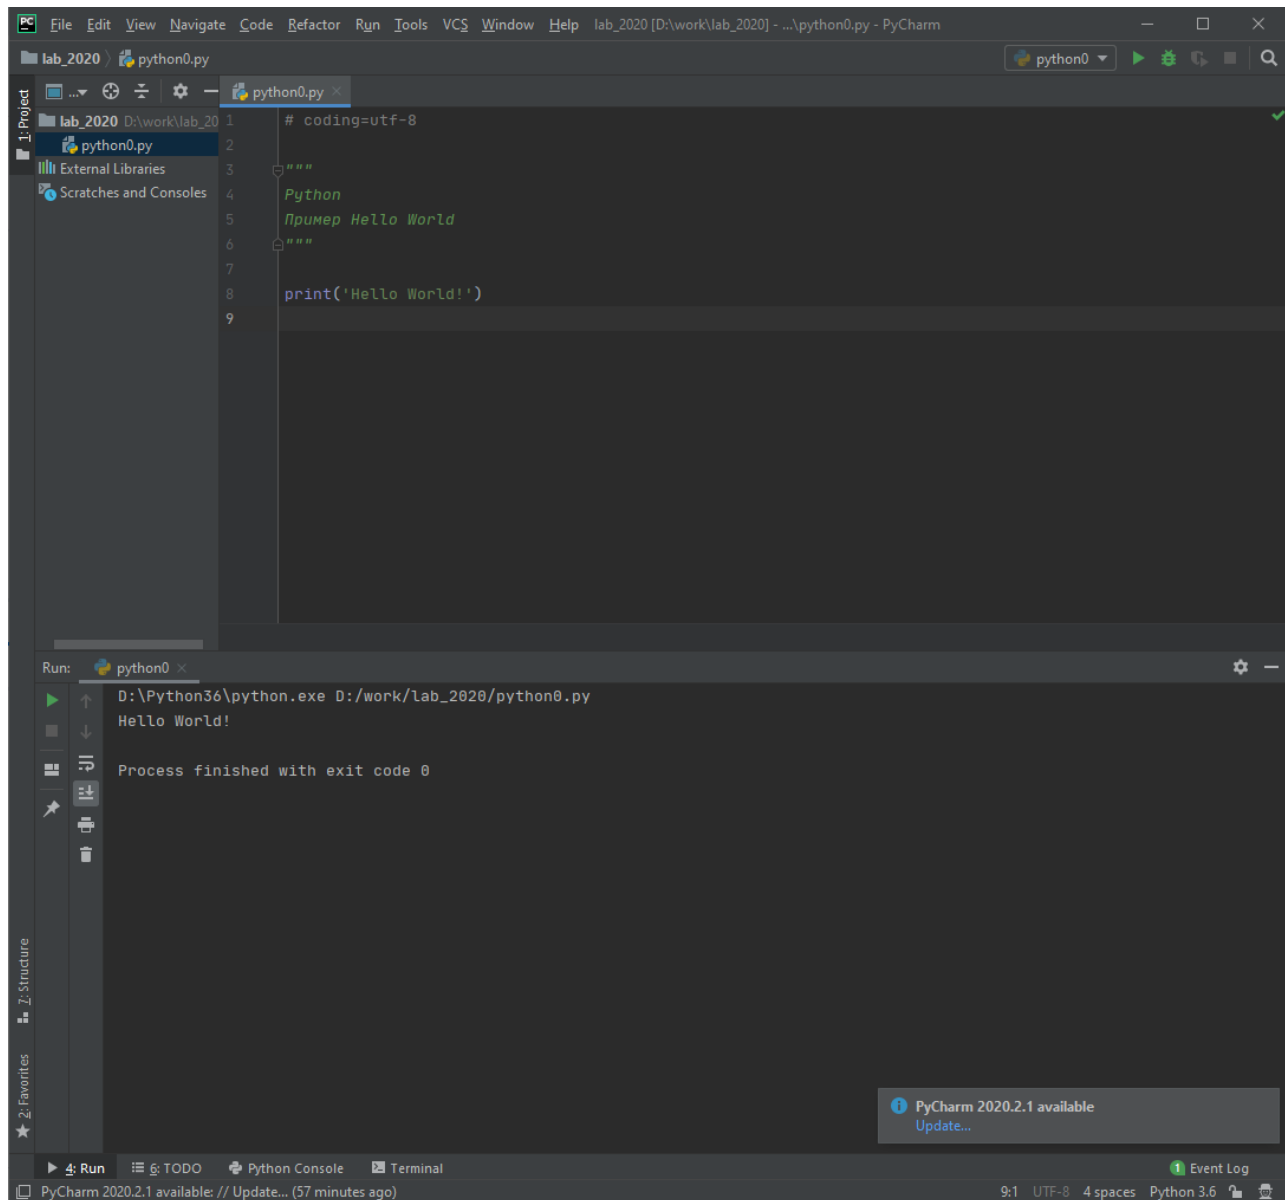 PC File Edit View Navigate Code Refactor Run Tools VCS Window Help lab_2020 [D:\work\lab_2020] - ...\python0.py - PyCharm
lab_2020 python0.py python0
1: Project
... python0.py
lab_2020 D:\work\lab_20
python0.py
External Libraries
Scratches and Consoles
1 # coding=utf-8
2
3 """
4 Python
5 Пример Hello World
6 """
7
8 print('Hello World!')
9
Run: python0
D:\Python36\python.exe D:/work/lab_2020/python0.py
Hello World!
Process finished with exit code 0
7: Structure
2: Favorites
PyCharm 2020.2.1 available
Update...
4: Run 6: TODO Python Console Terminal 1 Event Log
PyCharm 2020.2.1 available: // Update... (57 minutes ago) 9:1 UTF-8 4 spaces Python 3.6